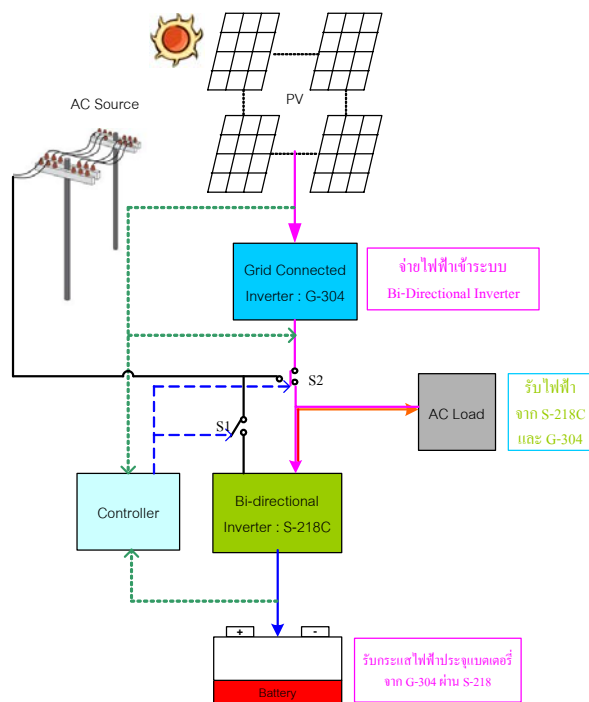 PV
AC Source
Grid Connected
Inverter : G-304
จ่ายไฟฟ้าเข้าระบบ
Bi-Directional Inverter
S2
AC Load
รับไฟฟ้า
จาก S-218C
และ G-304
S1
Controller
Bi-directional
Inverter : S-218C
+ -
Battery
รับกระแสไฟฟ้าประจุแบตเตอรี่
จาก G-304 ผ่าน S-218